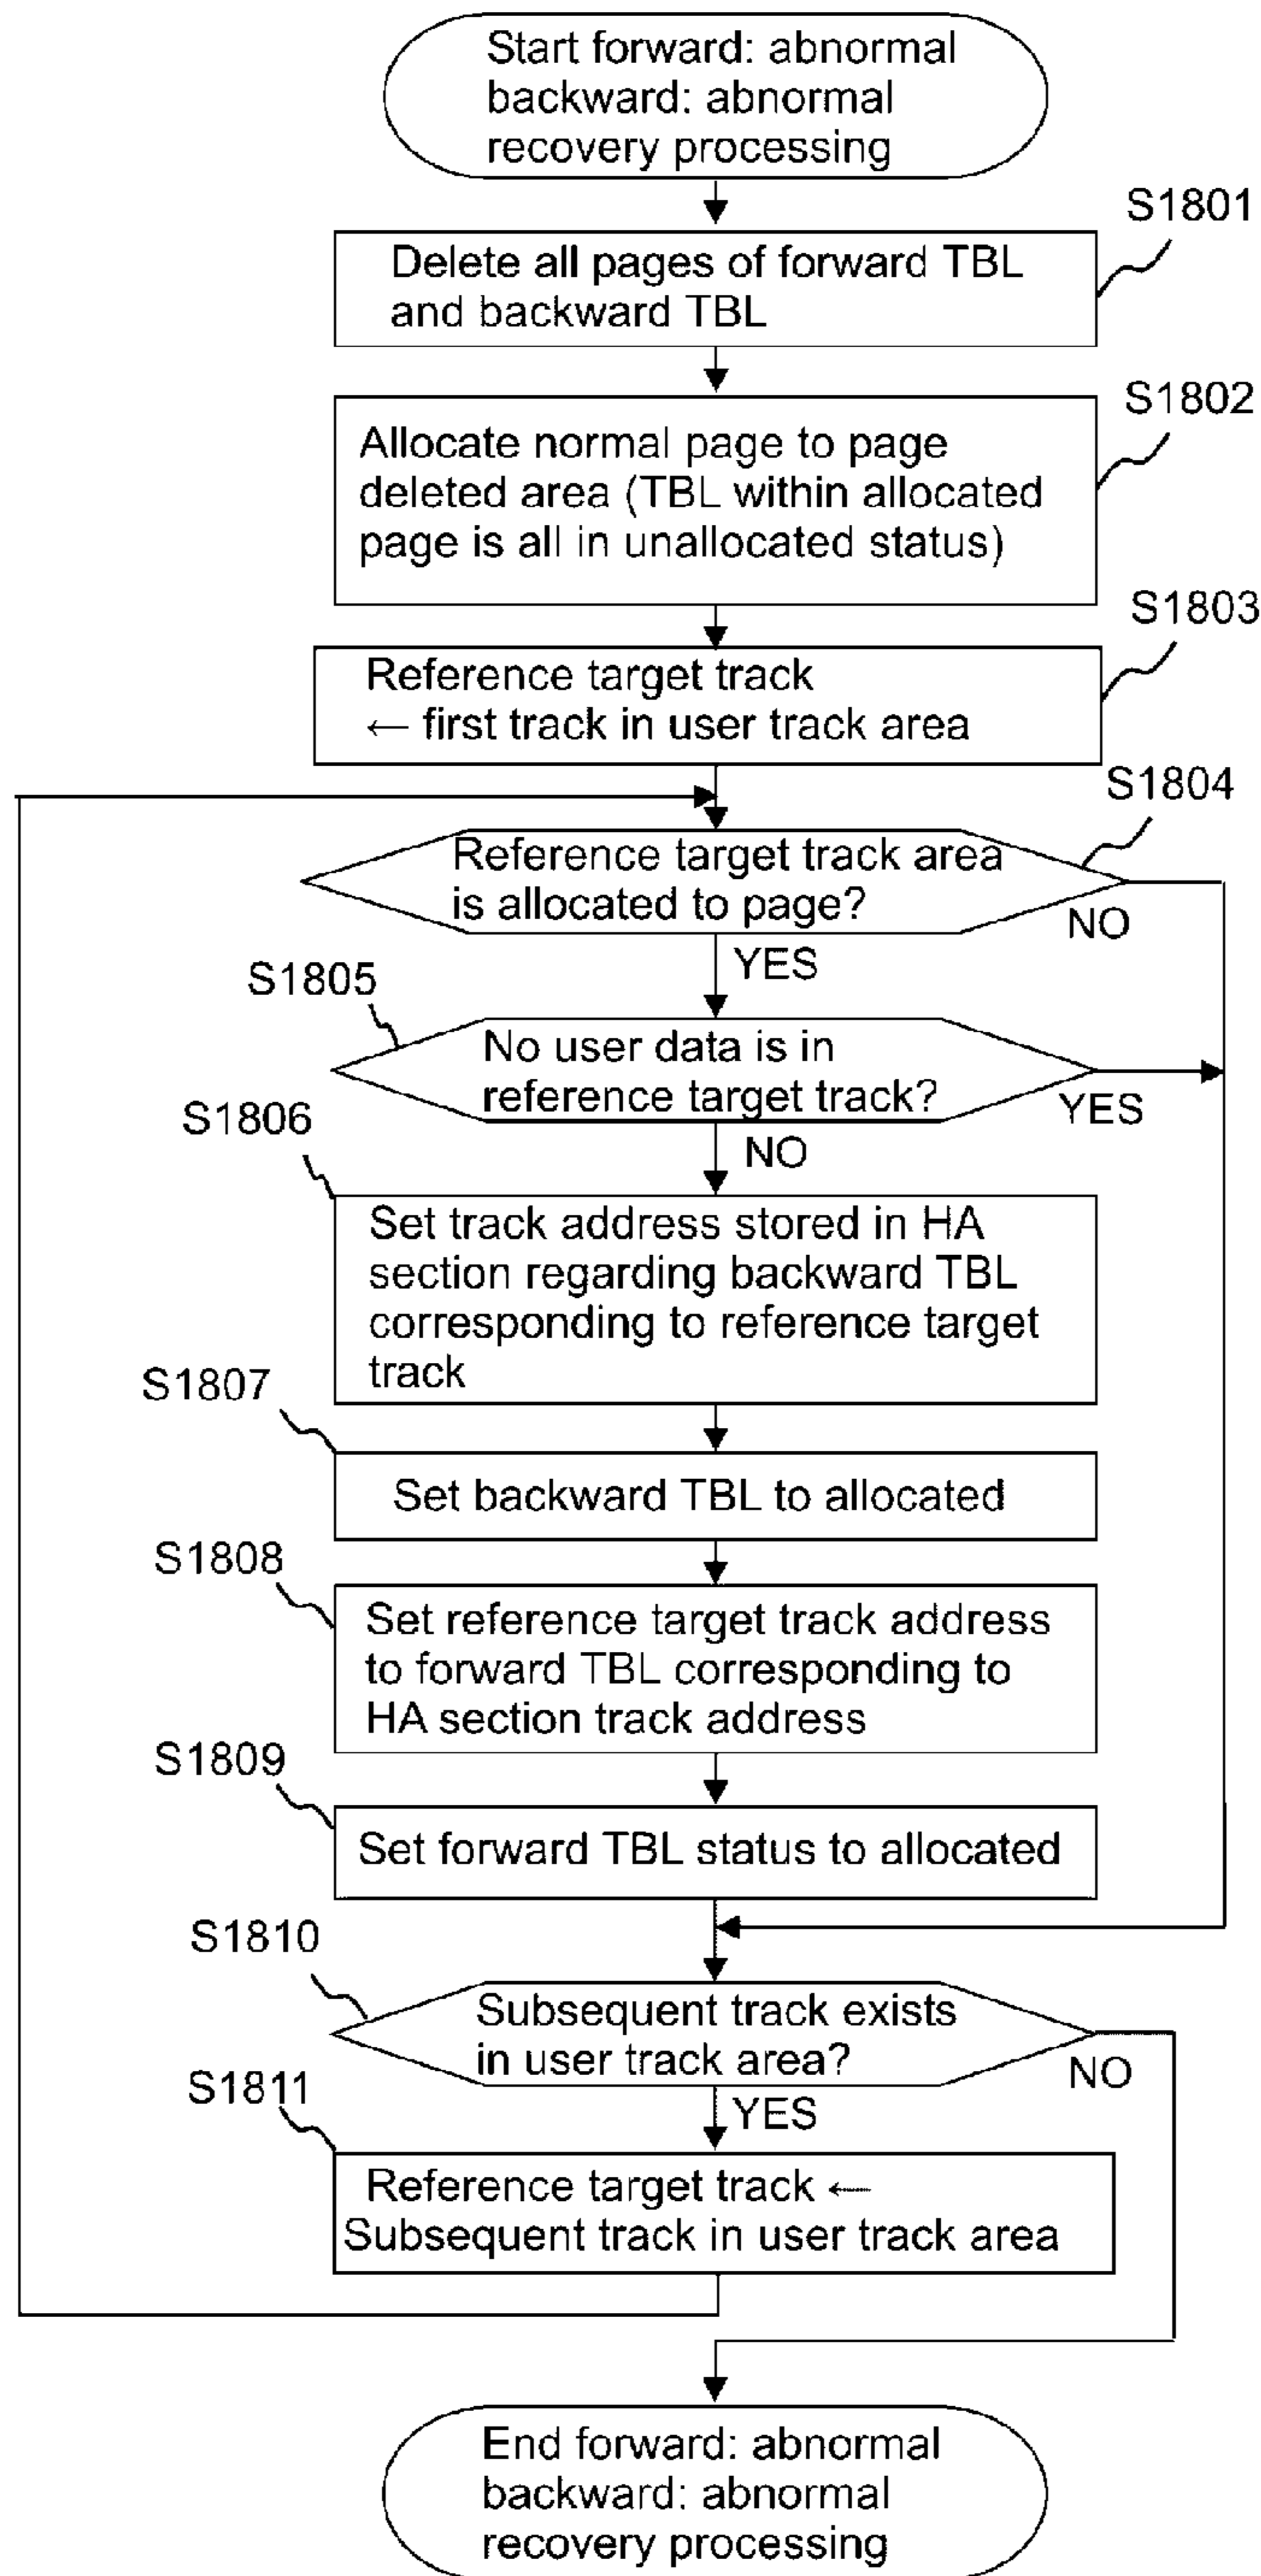 Start forward: abnormal
backward: abnormal
recovery processing
S1801
Delete all pages of forward TBL
and backward TBL
S1802
Allocate normal page to page
deleted area (TBL within allocated
page is all in unallocated status)
S1803
Reference target track
← first track in user track area
S1804
Reference target track area
is allocated to page?
NO
YES
S1805
No user data is in
reference target track?
YES
NO
S1806
Set track address stored in HA
section regarding backward TBL
corresponding to reference target
track
S1807
Set backward TBL to allocated
S1808
Set reference target track address
to forward TBL corresponding to
HA section track address
S1809
Set forward TBL status to allocated
S1810
Subsequent track exists
in user track area?
NO
YES
S1811
Reference target track ←
Subsequent track in user track area
End forward: abnormal
backward: abnormal
recovery processing